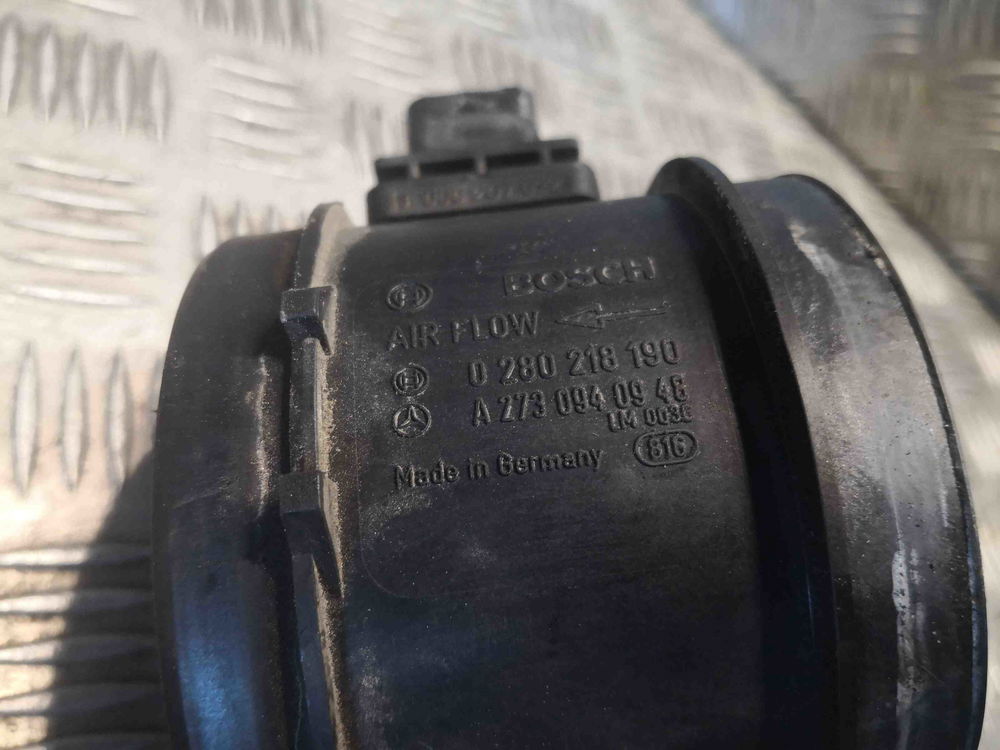 BOSCH
AIR FLOW
0 280 218 190
A 273 094 09 48
816
Made in Germany